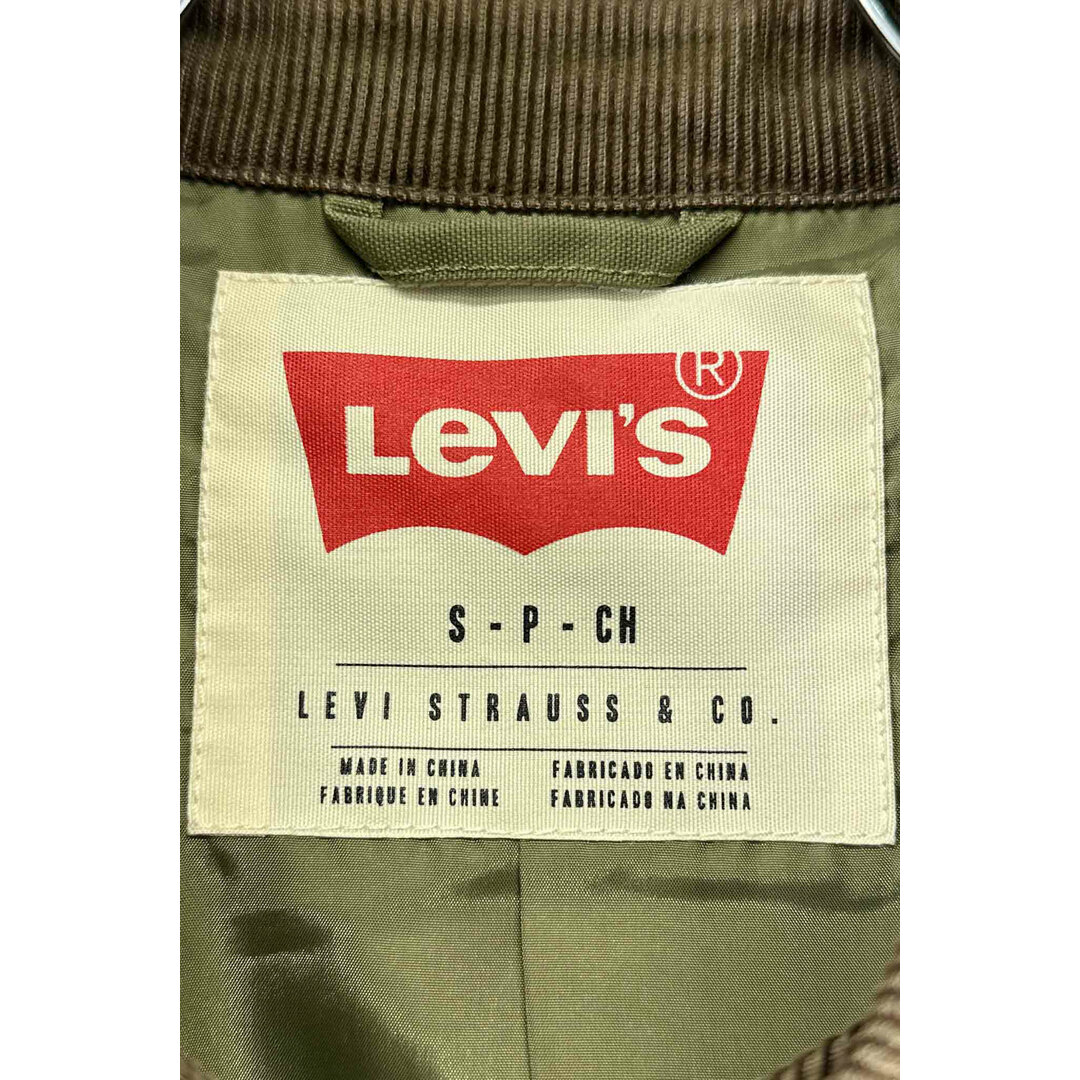 LEVI'S ®
S - P - CH
LEVI STRAUSS & CO.
MADE IN CHINA
FABRIQUE EN CHINE
FABRICADO EN CHINA
FABRICADO NA CHINA